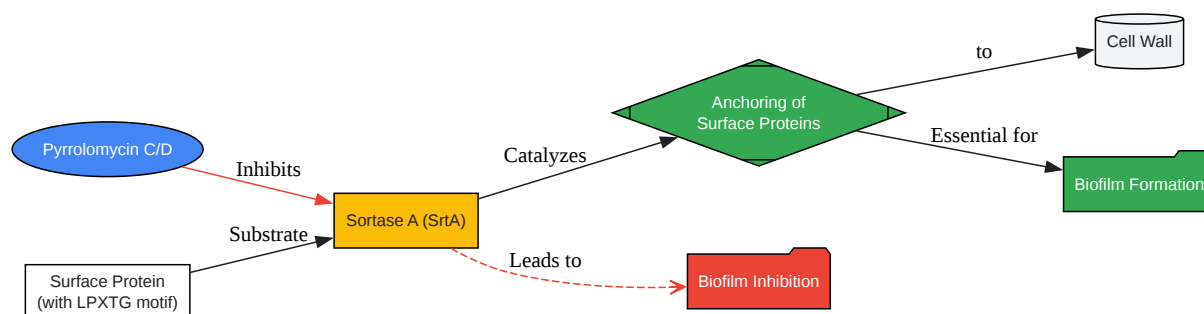 Pyrrolomycin C/D
Inhibits
Surface Protein
(with LPXTG motif)
Substrate
Sortase A (SrtA)
Catalyzes
Leads to
Anchoring of
Surface Proteins
to
Cell Wall
Essential for
Biofilm Formation
Biofilm Inhibition